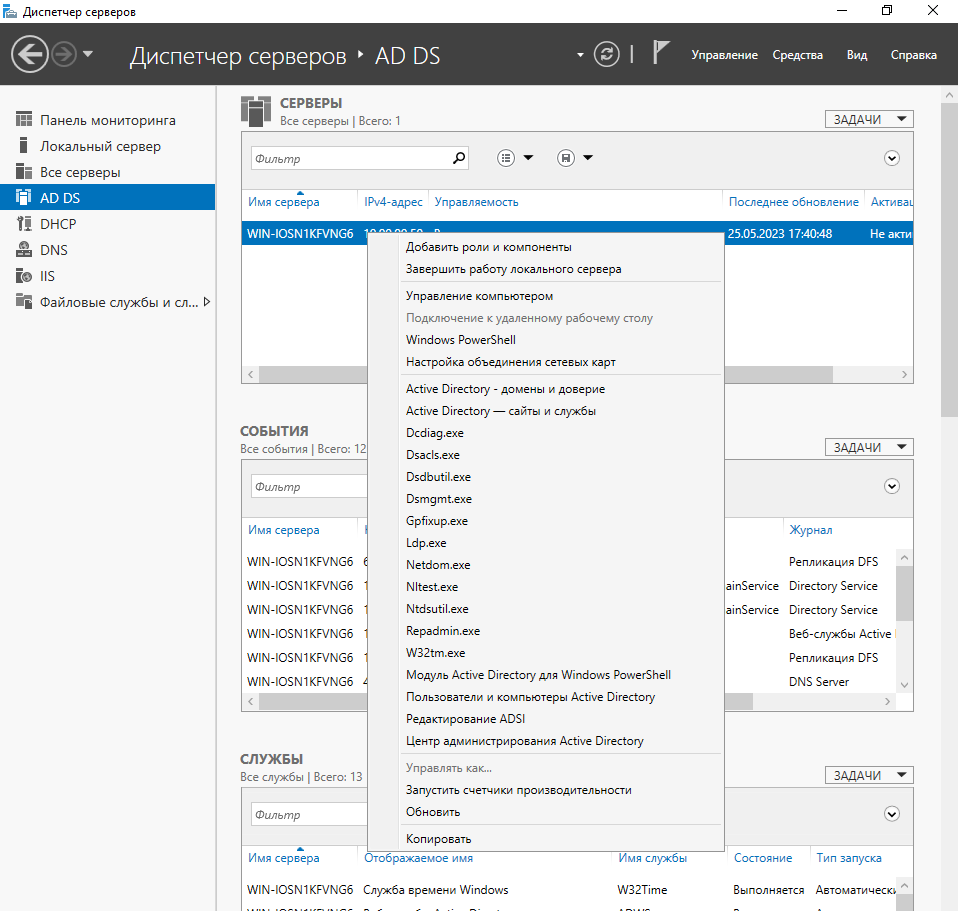 Диспетчер серверов
Диспетчер серверов AD DS
Управление Средства Вид Справка
Панель мониторинга
Локальный сервер
Все серверы
AD DS
DHCP
DNS
IIS
Файловые службы и сл...
СЕРВЕРЫ
Все серверы | Всего: 1
ЗАДАЧИ
Фильтр
Имя сервера IPv4-адрес Управляемость Последнее обновление Активац
WIN-IOSN1KFVNG6 25.05.2023 17:40:48 Не акти
Добавить роли и компоненты
Завершить работу локального сервера
Управление компьютером
Подключение к удаленному рабочему столу
Windows PowerShell
Настройка объединения сетевых карт
Active Directory - домены и доверие
Active Directory — сайты и службы
Dcdiag.exe
Dsacls.exe
Dsdbutil.exe
Dsmgmt.exe
Gpfixup.exe
Ldp.exe
Netdom.exe
Nltest.exe
Ntdsutil.exe
Repadmin.exe
W32tm.exe
Модуль Active Directory для Windows PowerShell
Пользователи и компьютеры Active Directory
Редактирование ADSI
Центр администрирования Active Directory
Управлять как...
Запустить счетчики производительности
Обновить
Копировать
СОБЫТИЯ
Все события | Всего: 12
ЗАДАЧИ
Фильтр
Имя сервера Журнал
WIN-IOSN1KFVNG6 6 Репликация DFS
WIN-IOSN1KFVNG6 1 ainService Directory Service
WIN-IOSN1KFVNG6 1 ainService Directory Service
WIN-IOSN1KFVNG6 1 Веб-службы Active
WIN-IOSN1KFVNG6 1 Репликация DFS
WIN-IOSN1KFVNG6 4 DNS Server
СЛУЖБЫ
Все службы | Всего: 13
ЗАДАЧИ
Фильтр
Имя сервера Отображаемое имя Имя службы Состояние Тип запуска
WIN-IOSN1KFVNG6 Служба времени Windows W32Time Выполняется Автоматически